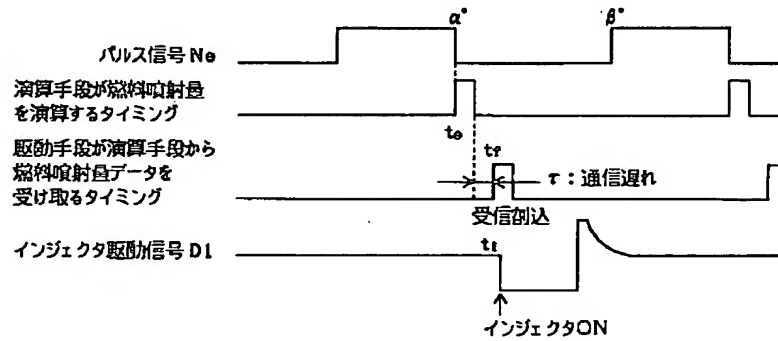 α°
β°
パルス信号 Ne
演算手段が燃料噴射量
を演算するタイミング
te
駆動手段が演算手段から
燃料噴射量データを
受け取るタイミング
tr
τ：通信遅れ
受信割込
インジェクタ駆動信号 D1
t1
インジェクタON